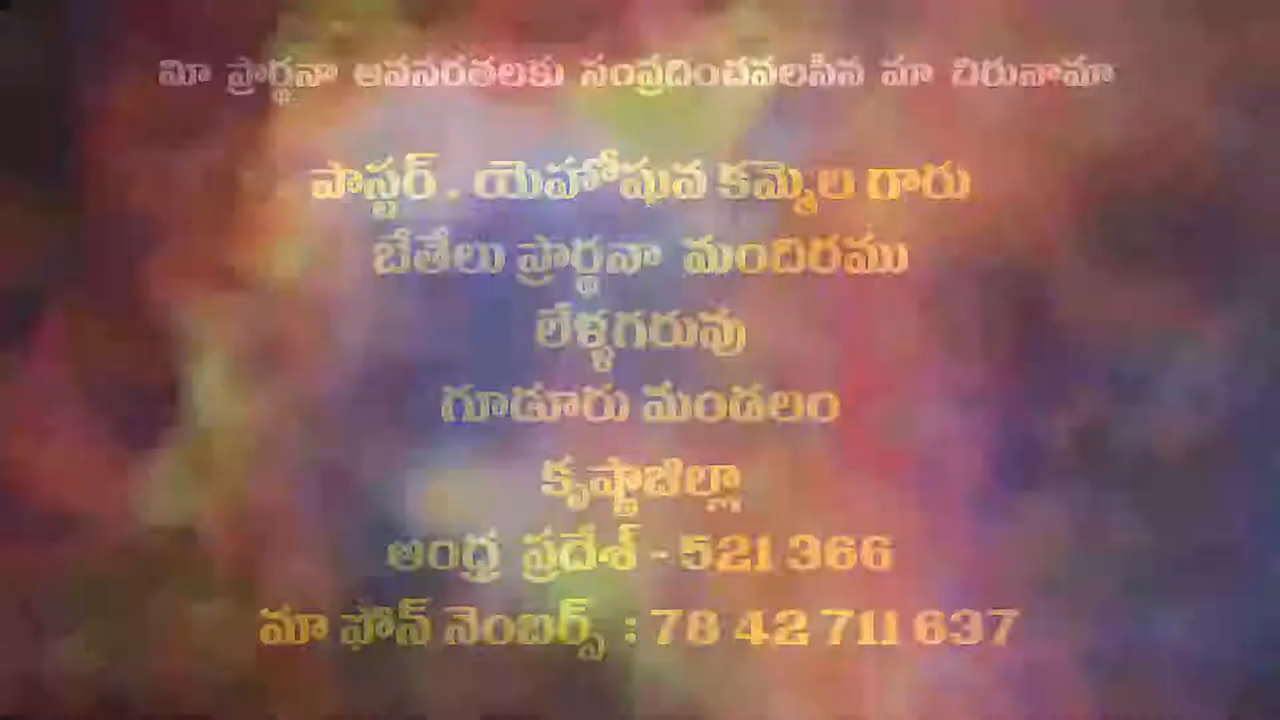 మీ ప్రార్థనా అవసరతలకు సంప్రదించవలసిన మా చిరునామా
పాస్టర్ . యెహోషువ కమ్మెల గారు
బేతేలు ప్రార్థనా మందిరము
లేళ్ళగరువు
గూడూరు మండలం
కృష్ణాజిల్లా
ఆంధ్ర ప్రదేశ్ - 521 366
మా ఫోన్ నెంబర్స్ : 78 42 711 637